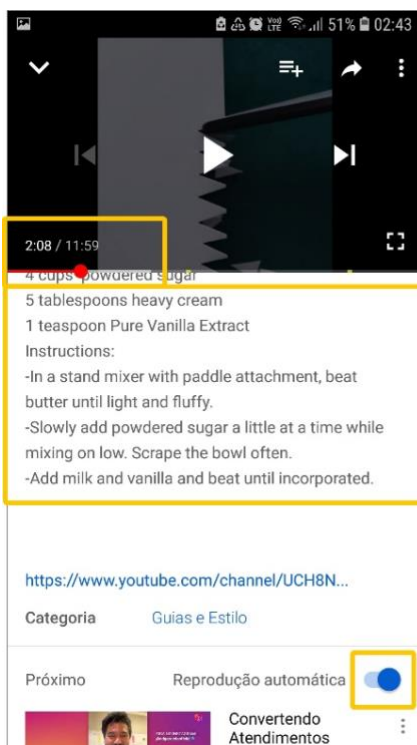 Voo LTE 51% 02:43
2:08 / 11:59
4 cups powdered sugar
5 tablespoons heavy cream
1 teaspoon Pure Vanilla Extract
Instructions:
-In a stand mixer with paddle attachment, beat
butter until light and fluffy.
-Slowly add powdered sugar a little at a time while
mixing on low. Scrape the bowl often.
-Add milk and vanilla and beat until incorporated.
https://www.youtube.com/channel/UCH8N...
Categoria Guias e Estilo
Próximo Reprodução automática
Convertendo
Atendimentos